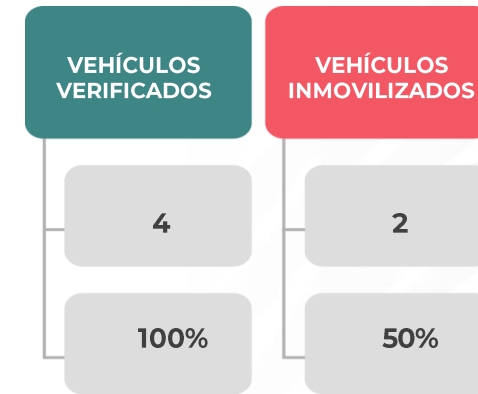 VEHÍCULOS
VERIFICADOS
4
100%
VEHÍCULOS
INMOVILIZADOS
2
50%